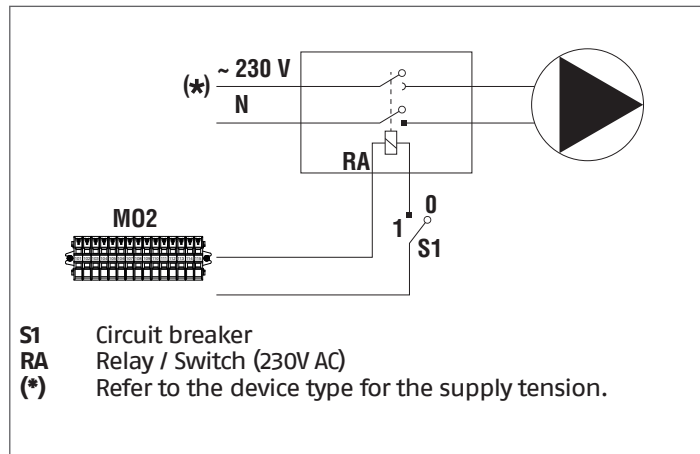 (*) ~ 230 V
N
RA
MO2
1 0
S1
S1 Circuit breaker
RA Relay / Switch (230V AC)
(*) Refer to the device type for the supply tension.